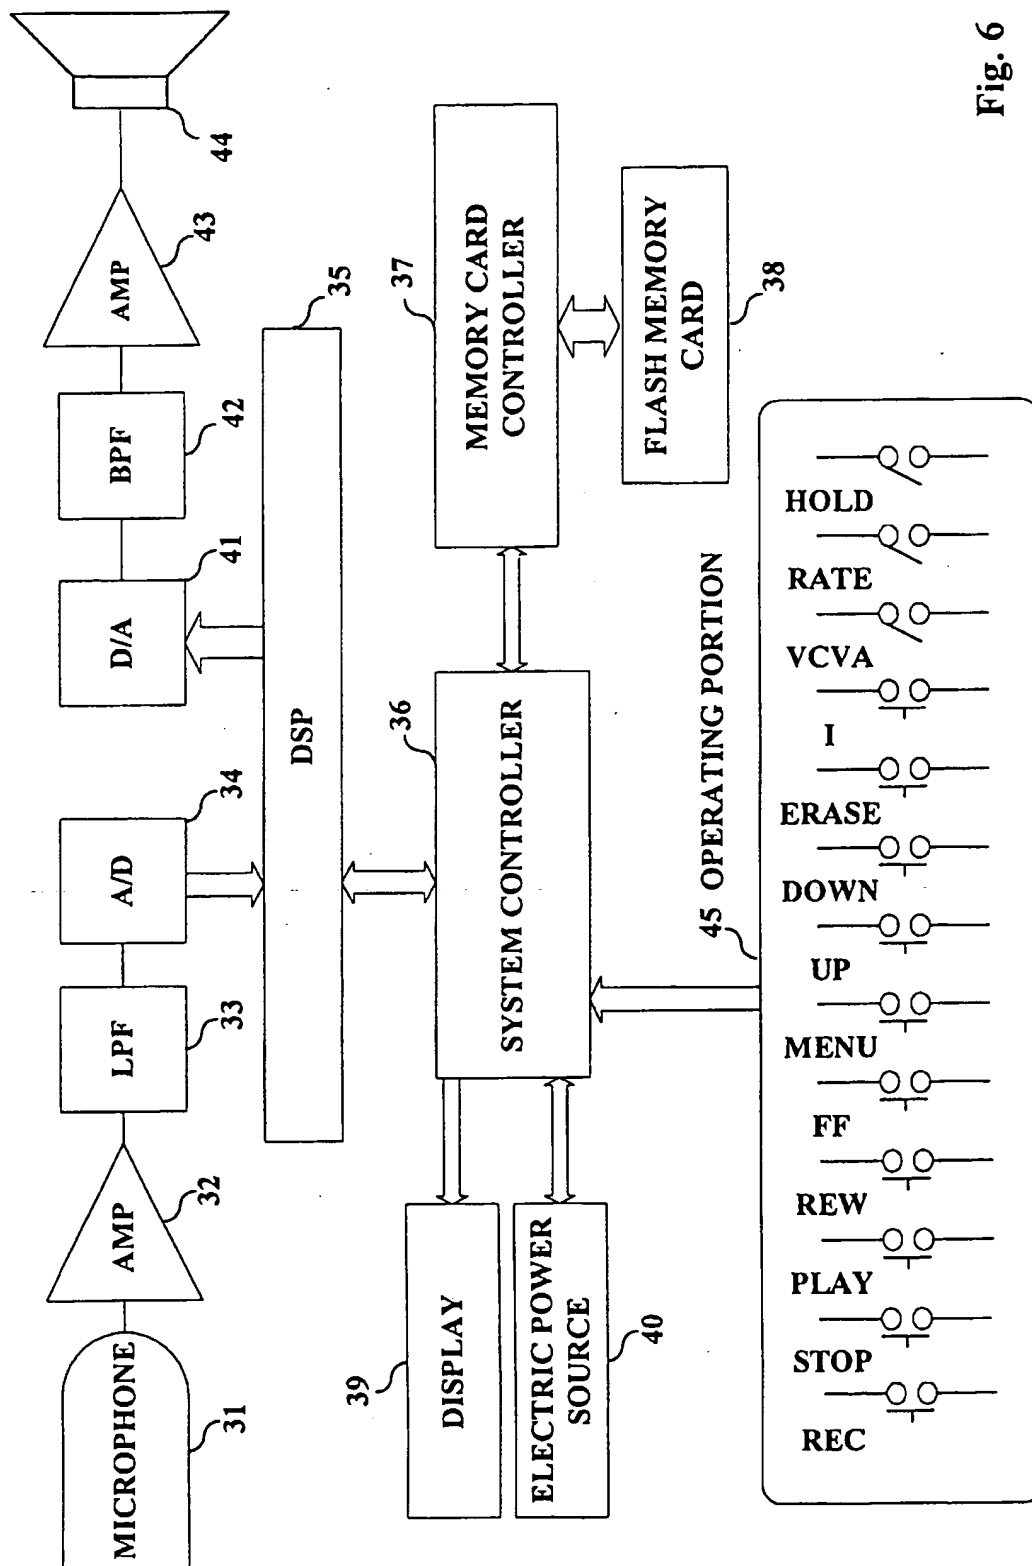 MICROPHONE
31
AMP
32
LPF
33
A/D
34
D/A
41
BPF
42
AMP
43
44
DSP
35
DISPLAY
39
ELECTRIC POWER
SOURCE
40
SYSTEM CONTROLLER
36
MEMORY CARD
CONTROLLER
37
FLASH MEMORY
CARD
38
45 OPERATING PORTION
REC
STOP
PLAY
REW
FF
MENU
UP
DOWN
ERASE
I
VCVA
RATE
HOLD
Fig. 6